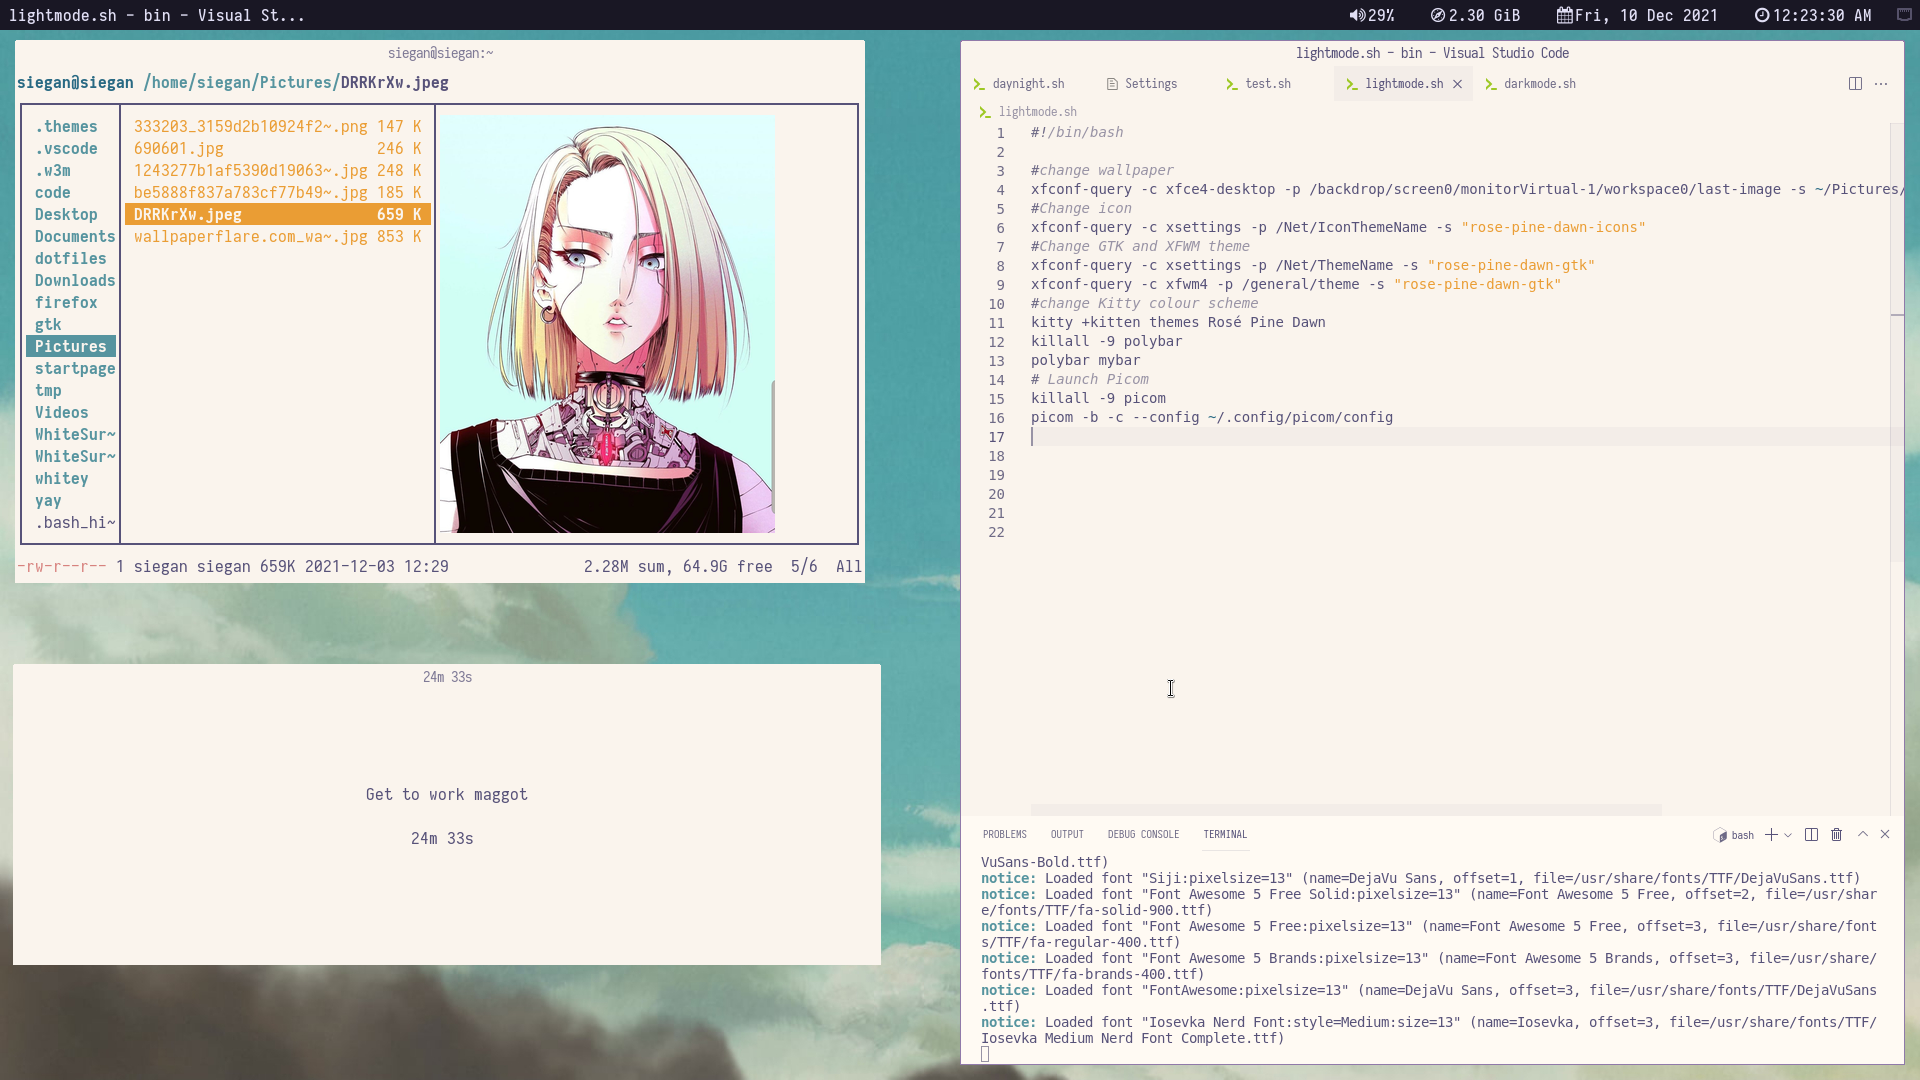 lightmode.sh - bin - Visual St...
29%
2.30 GiB
Fri, 10 Dec 2021
12:23:30 AM
siegan@siegan:~
siegan@siegan /home/siegan/Pictures/DRRKrXw.jpeg
.themes
.vscode
.w3m
code
Desktop
Documents
dotfiles
Downloads
firefox
gtk
Pictures
startpage
tmp
Videos
WhiteSur~
WhiteSur~
whitey
yay
.bash_hi~
333203_3159d2b10924f2~.png 147 K
690601.jpg 246 K
1243277b1af5390d19063~.jpg 248 K
be5888f837a783cf77b49~.jpg 185 K
DRRKrXw.jpeg 659 K
wallpaperflare.com_wa~.jpg 853 K
-rw-r--r-- 1 siegan siegan 659K 2021-12-03 12:29
2.28M sum, 64.9G free 5/6 All
24m 33s
Get to work maggot
24m 33s
lightmode.sh - bin - Visual Studio Code
daynight.sh
Settings
test.sh
lightmode.sh
darkmode.sh
lightmode.sh
1 #!/bin/bash
2
3 #change wallpaper
4 xfconf-query -c xfce4-desktop -p /backdrop/screen0/monitorVirtual-1/workspace0/last-image -s ~/Pictures/
5 #Change icon
6 xfconf-query -c xsettings -p /Net/IconThemeName -s "rose-pine-dawn-icons"
7 #Change GTK and XFWM theme
8 xfconf-query -c xsettings -p /Net/ThemeName -s "rose-pine-dawn-gtk"
9 xfconf-query -c xfwm4 -p /general/theme -s "rose-pine-dawn-gtk"
10 #change Kitty colour scheme
11 kitty +kitten themes Rosé Pine Dawn
12 killall -9 polybar
13 polybar mybar
14 # Launch Picom
15 killall -9 picom
16 picom -b -c --config ~/.config/picom/config
17
18
19
20
21
22
PROBLEMS
OUTPUT
DEBUG CONSOLE
TERMINAL
bash
VuSans-Bold.ttf)
notice: Loaded font "Siji:pixelsize=13" (name=DejaVu Sans, offset=1, file=/usr/share/fonts/TTF/DejaVuSans.ttf)
notice: Loaded font "Font Awesome 5 Free Solid:pixelsize=13" (name=Font Awesome 5 Free, offset=2, file=/usr/shar
e/fonts/TTF/fa-solid-900.ttf)
notice: Loaded font "Font Awesome 5 Free:pixelsize=13" (name=Font Awesome 5 Free, offset=3, file=/usr/share/font
s/TTF/fa-regular-400.ttf)
notice: Loaded font "Font Awesome 5 Brands:pixelsize=13" (name=Font Awesome 5 Brands, offset=3, file=/usr/share/
fonts/TTF/fa-brands-400.ttf)
notice: Loaded font "FontAwesome:pixelsize=13" (name=DejaVu Sans, offset=3, file=/usr/share/fonts/TTF/DejaVuSans
.ttf)
notice: Loaded font "Iosevka Nerd Font:style=Medium:size=13" (name=Iosevka, offset=3, file=/usr/share/fonts/TTF/
Iosevka Medium Nerd Font Complete.ttf)